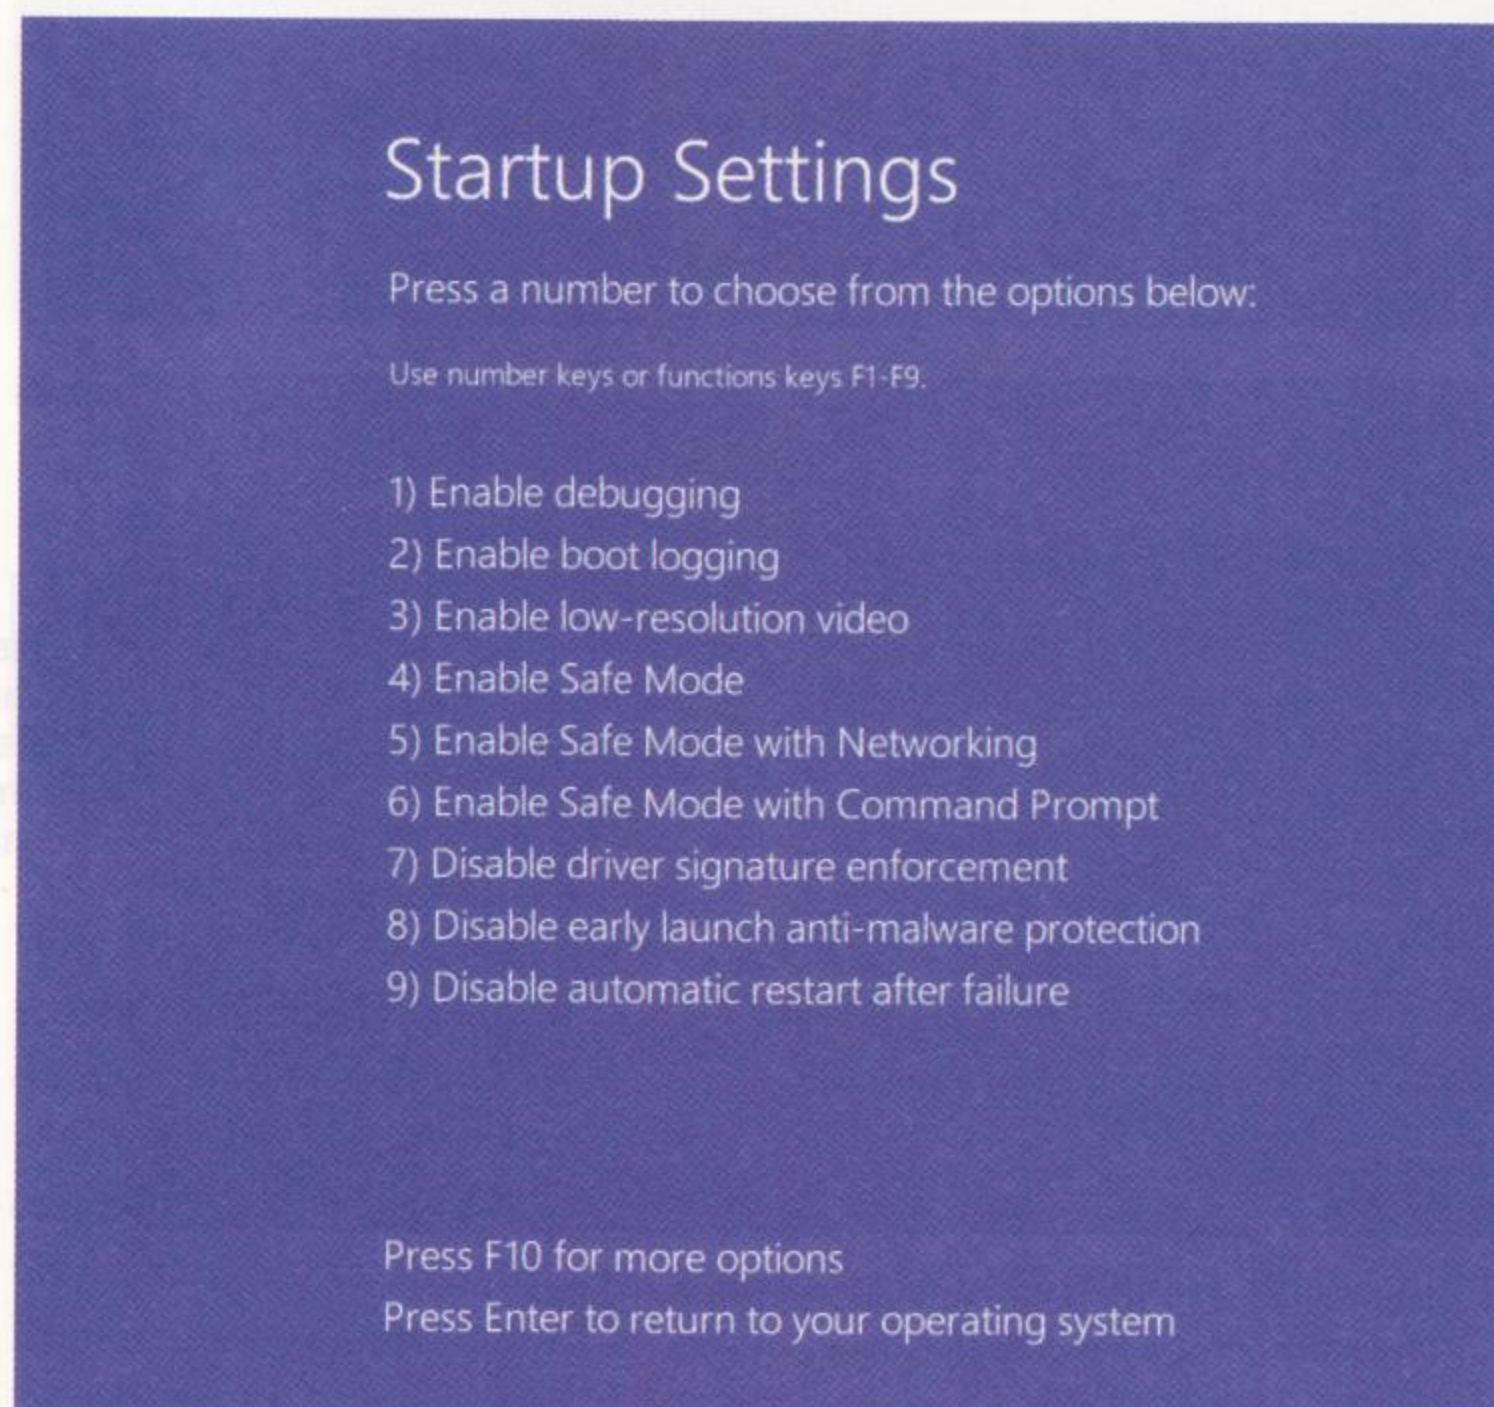 Startup Settings
Press a number to choose from the options below:
Use number keys or functions keys F1-F9.
1) Enable debugging
2) Enable boot logging
3) Enable low-resolution video
4) Enable Safe Mode
5) Enable Safe Mode with Networking
6) Enable Safe Mode with Command Prompt
7) Disable driver signature enforcement
8) Disable early launch anti-malware protection
9) Disable automatic restart after failure
Press F10 for more options
Press Enter to return to your operating system